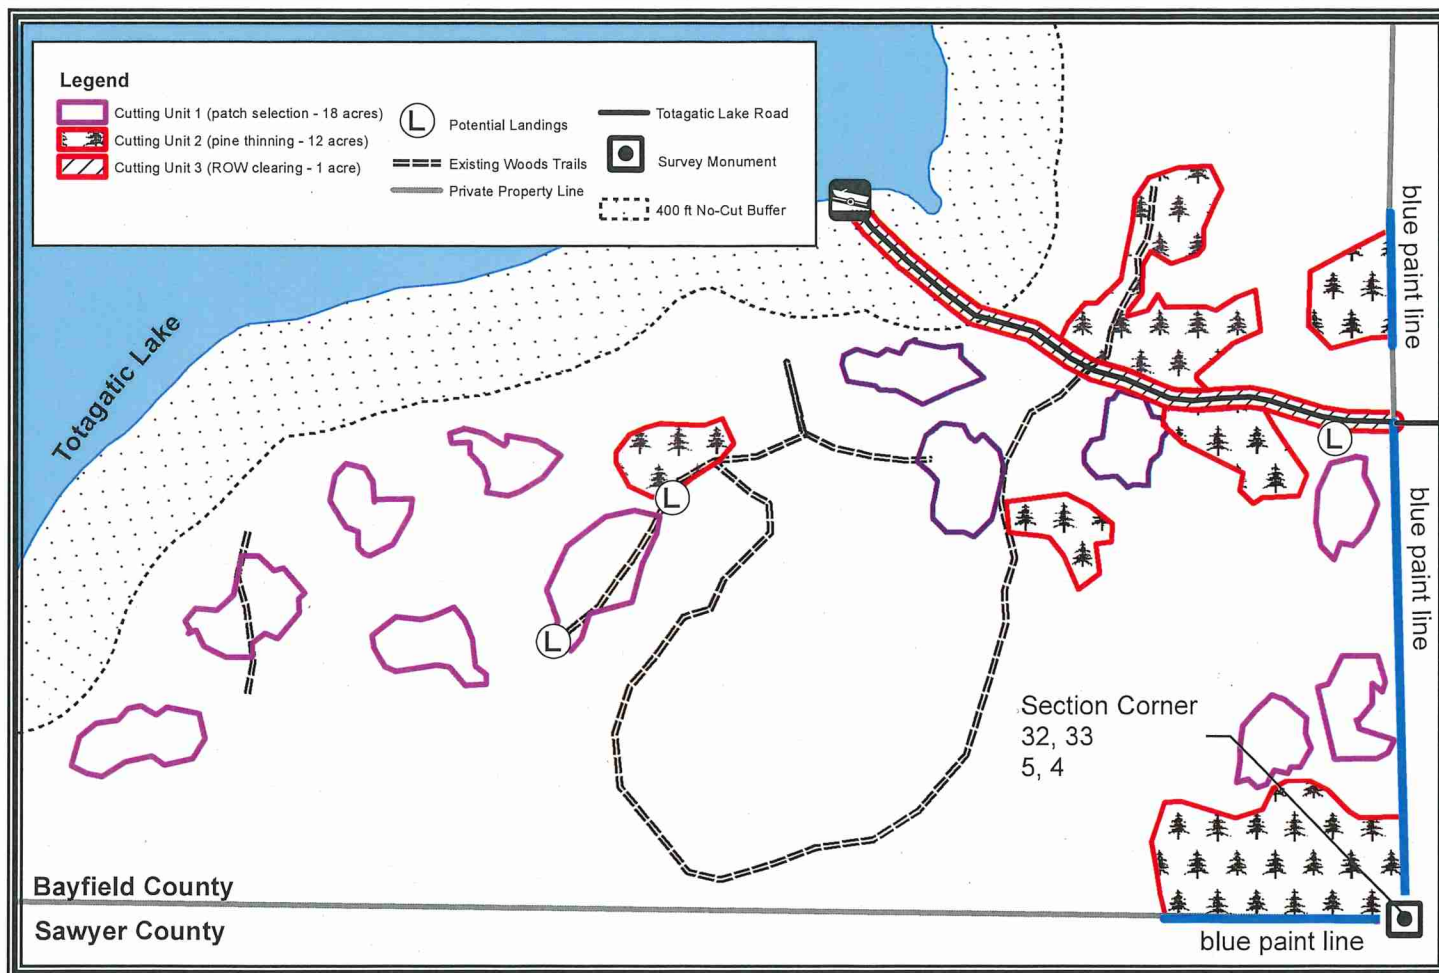 Legend
Cutting Unit 1 (patch selection - 18 acres)
Cutting Unit 2 (pine thinning - 12 acres)
Cutting Unit 3 (ROW clearing - 1 acre)
L Potential Landings
Existing Woods Trails
Private Property Line
Totagatic Lake Road
Survey Monument
400 ft No-Cut Buffer
Totagatic Lake
blue paint line
L
L
L
blue paint line
Section Corner
32, 33
5, 4
Bayfield County
Sawyer County
blue paint line